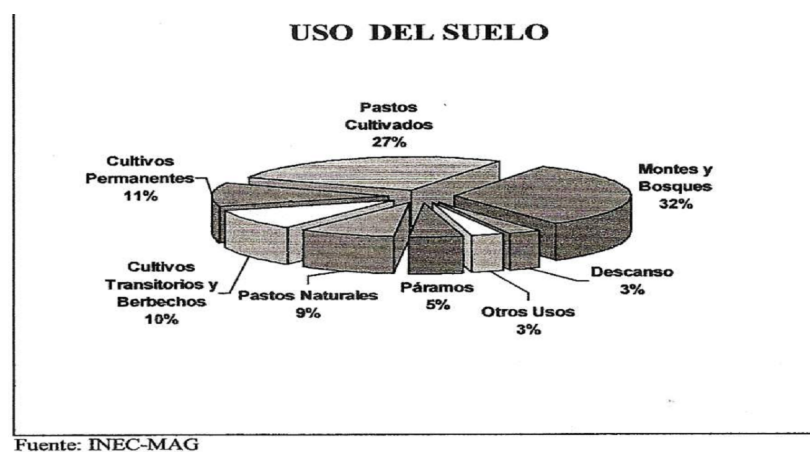 USO DEL SUELO
Pastos
Cultivados
27%
Montes y
Bosques
32%
Cultivos
Permanentes
11%
Cultivos
Transitorios y
Berbechos
10%
Pastos Naturales
9%
Páramos
5%
Otros Usos
3%
Descanso
3%
Fuente: INEC-MAG